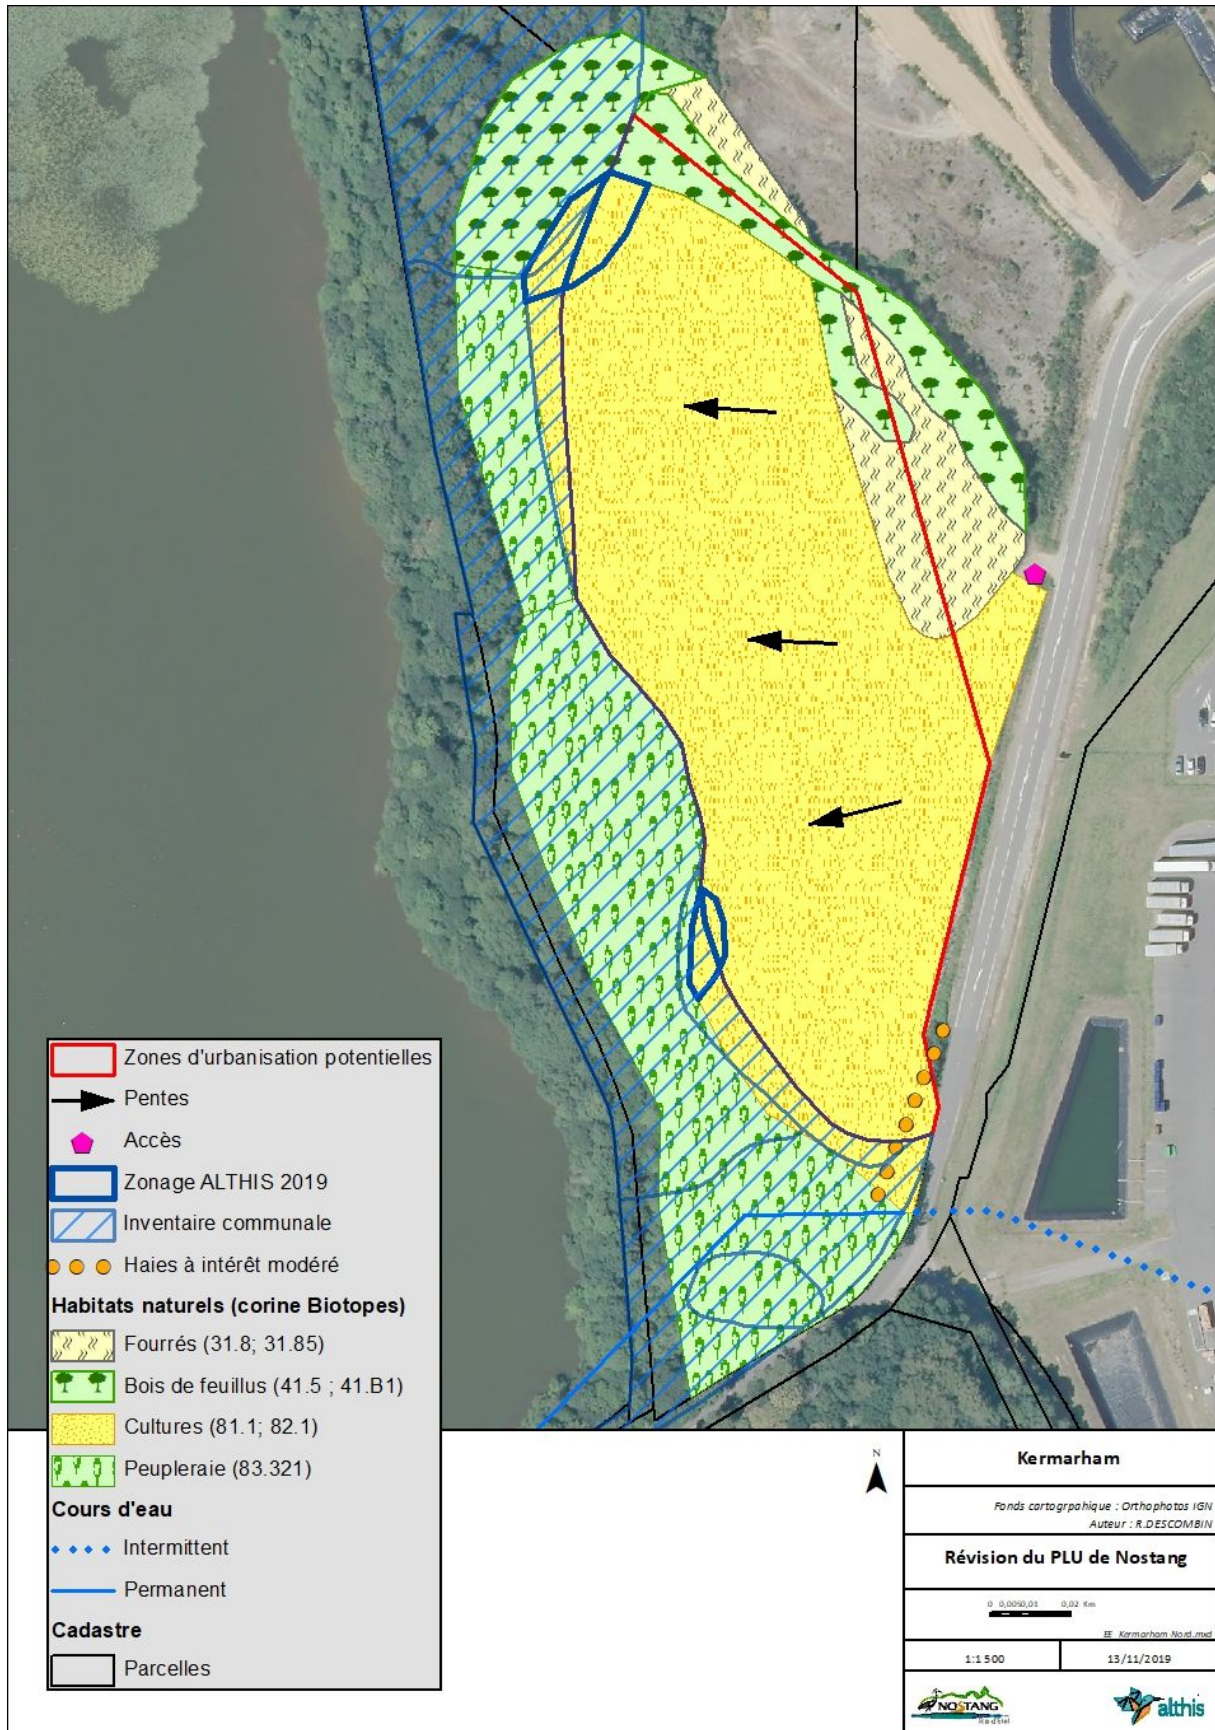 Zones d'urbanisation potentielles
Pentes
Accès
Zonage ALTHIS 2019
Inventaire communale
Haies à intérêt modéré
Habitats naturels (corine Biotopes)
Fourrés (31.8; 31.85)
Bois de feuillus (41.5 ; 41.B1)
Cultures (81.1; 82.1)
Peupleraie (83.321)
Cours d'eau
Intermittent
Permanent
Cadastre
Parcelles
N
Kermarham
Fonds cartogrpahique : Orthophotos IGN
Auteur : R.DESCOMBIN
Révision du PLU de Nostang
0 0,0050,01 0,02 Km
EE Kermarham Nord.mxd
1:1 500
13/11/2019
NOSTANG
althis